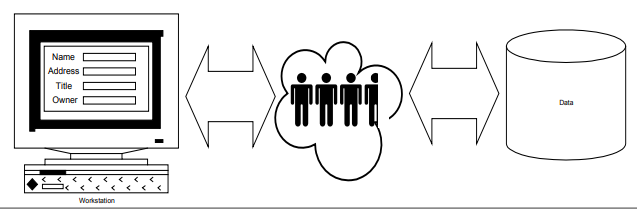 Name
Address
Title
Owner
Data
Workstation